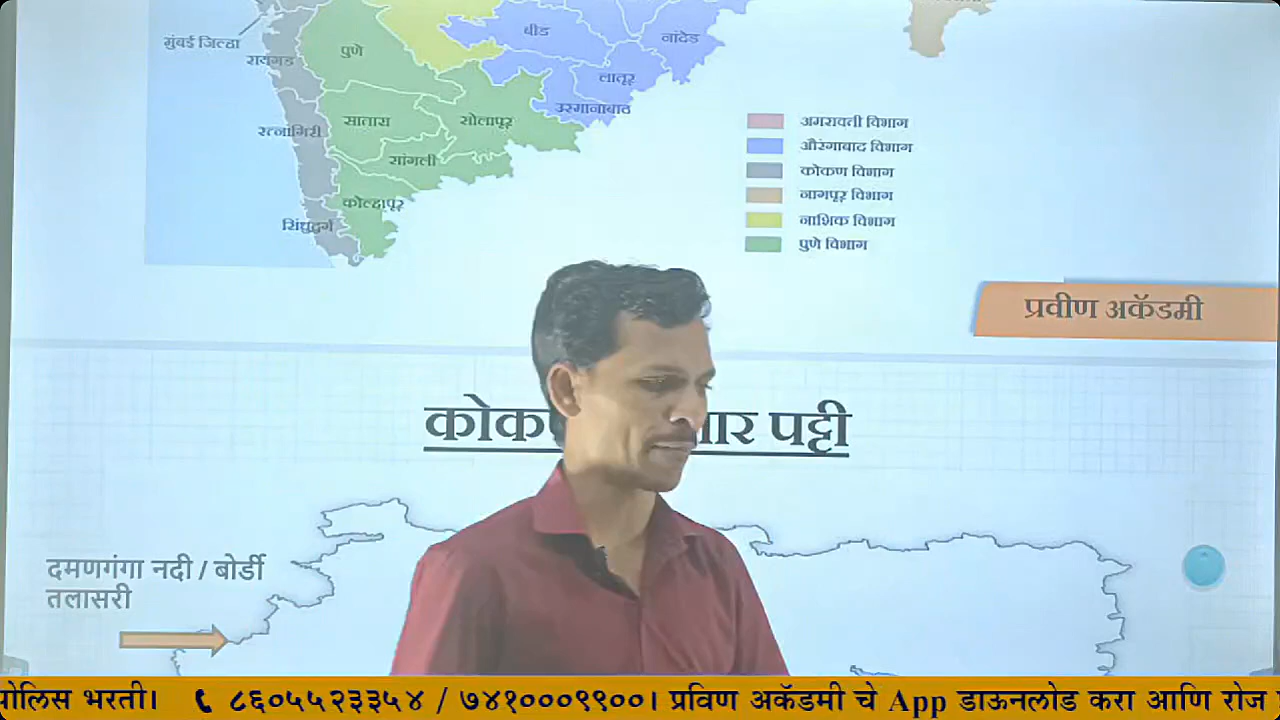 मुंबई जिल्हा
रायगड
पुणे
बीड
नांदेड
लातूर
उस्मानाबाद
रत्नागिरी
सातारा
सोलापूर
सांगली
कोल्हापूर
सिंधुदुर्ग
अमरावती विभाग
औरंगाबाद विभाग
कोकण विभाग
नागपूर विभाग
नाशिक विभाग
पुणे विभाग
प्रवीण अकॅडमी
पट्टी
दमणगंगा नदी / बोर्डी
तलासरी
पोलिस भरती। ८६०५५२३३५४ / ७४१०००९९००। प्रविण अकॅडमी चे App डाऊनलोड करा आणि रोज